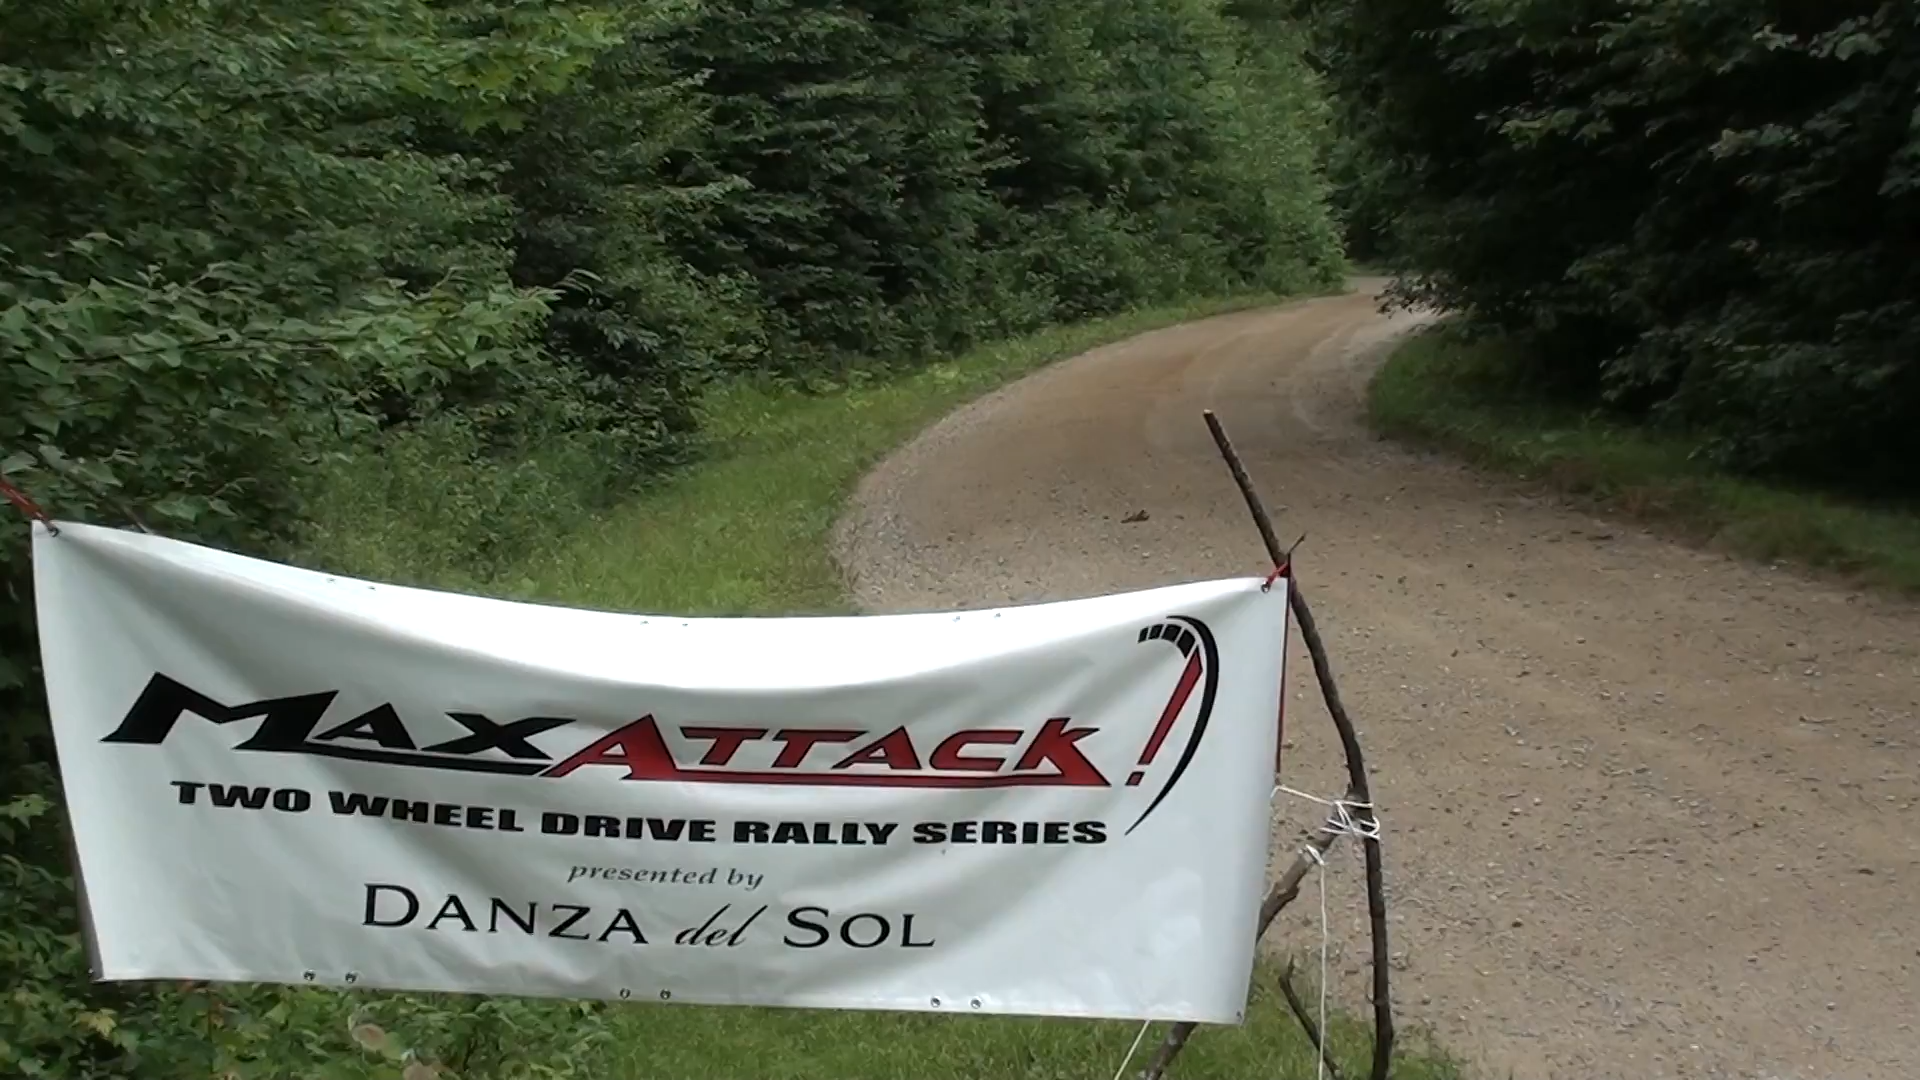 MAXATTACK!
TWO WHEEL DRIVE RALLY SERIES
presented by
DANZA del SOL